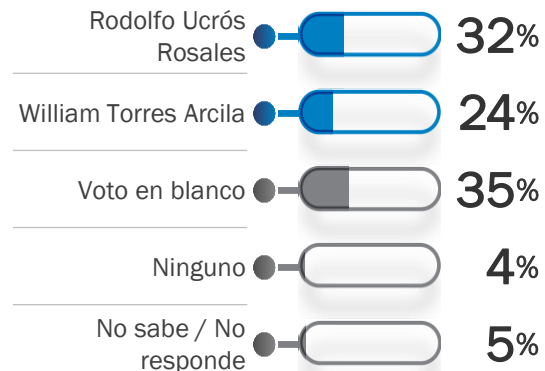 Rodolfo Ucrós
Rosales
32%
William Torres Arcila
24%
Voto en blanco
35%
Ninguno
4%
No sabe / No
responde
5%